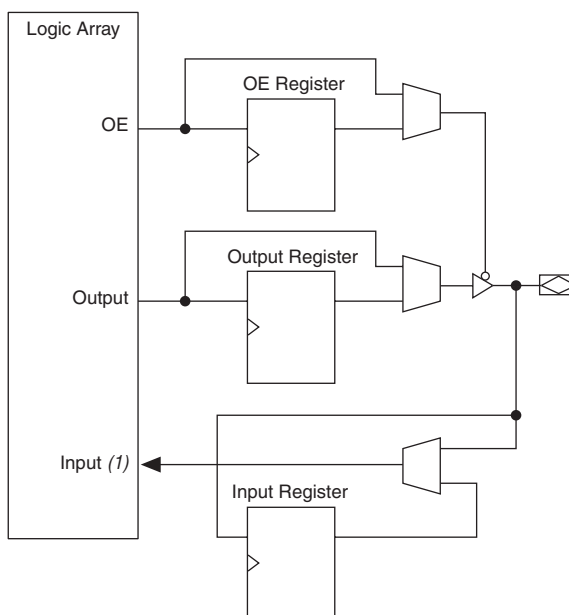 Logic Array
OE Register
OE
Output Register
Output
Input (1)
Input Register